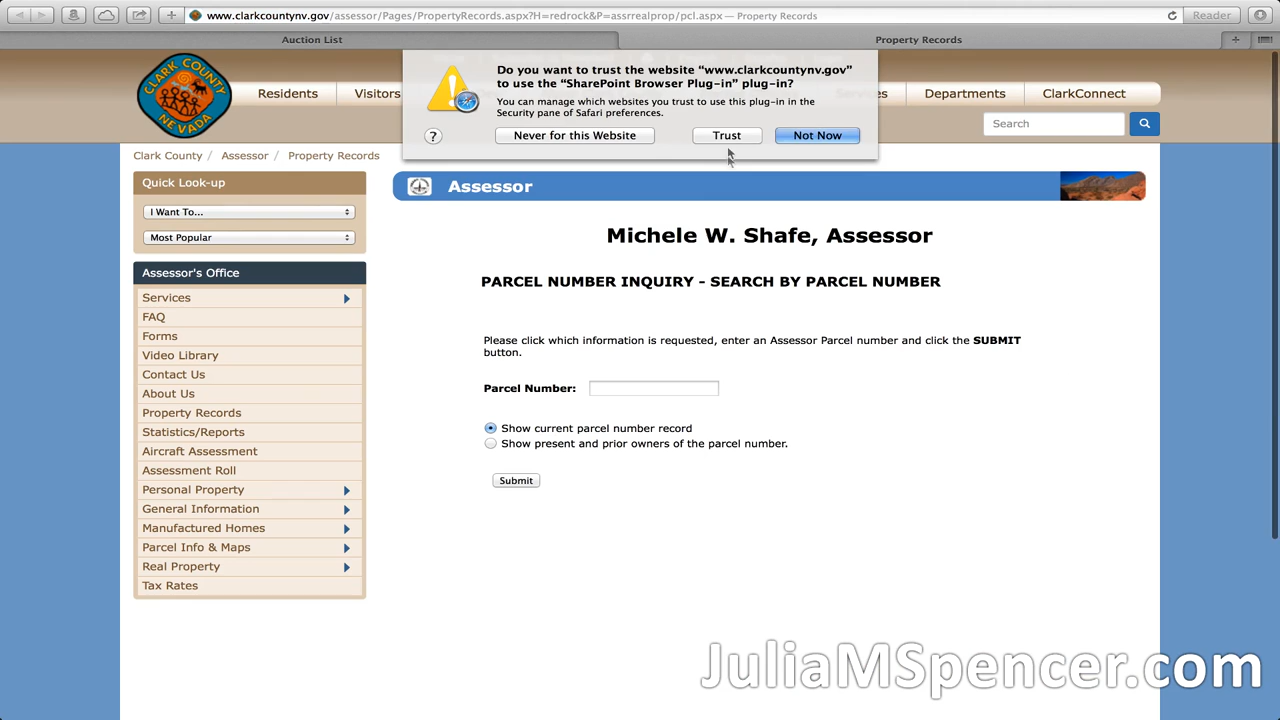 www.clarkcountynv.gov/assessor/Pages/PropertyRecords.aspx?H=redrock&P=assrrealprop/pcl.aspx — Property Records
Reader
Auction List
Property Records
CLARK COUNTY
NEVADA
Residents
Visitors
Departments
ClarkConnect
Search
Do you want to trust the website “www.clarkcountynv.gov”
to use the “SharePoint Browser Plug-in” plug-in?
You can manage which websites you trust to use this plug-in in the
Security pane of Safari preferences.
?
Never for this Website
Trust
Not Now
Clark County / Assessor / Property Records
Quick Look-up
I Want To...
Most Popular
Assessor's Office
Services
FAQ
Forms
Video Library
Contact Us
About Us
Property Records
Statistics/Reports
Aircraft Assessment
Assessment Roll
Personal Property
General Information
Manufactured Homes
Parcel Info & Maps
Real Property
Tax Rates
Assessor
Michele W. Shafe, Assessor
PARCEL NUMBER INQUIRY - SEARCH BY PARCEL NUMBER
Please click which information is requested, enter an Assessor Parcel number and click the SUBMIT
button.
Parcel Number:
Show current parcel number record
Show present and prior owners of the parcel number.
Submit
JuliaMSpencer.com